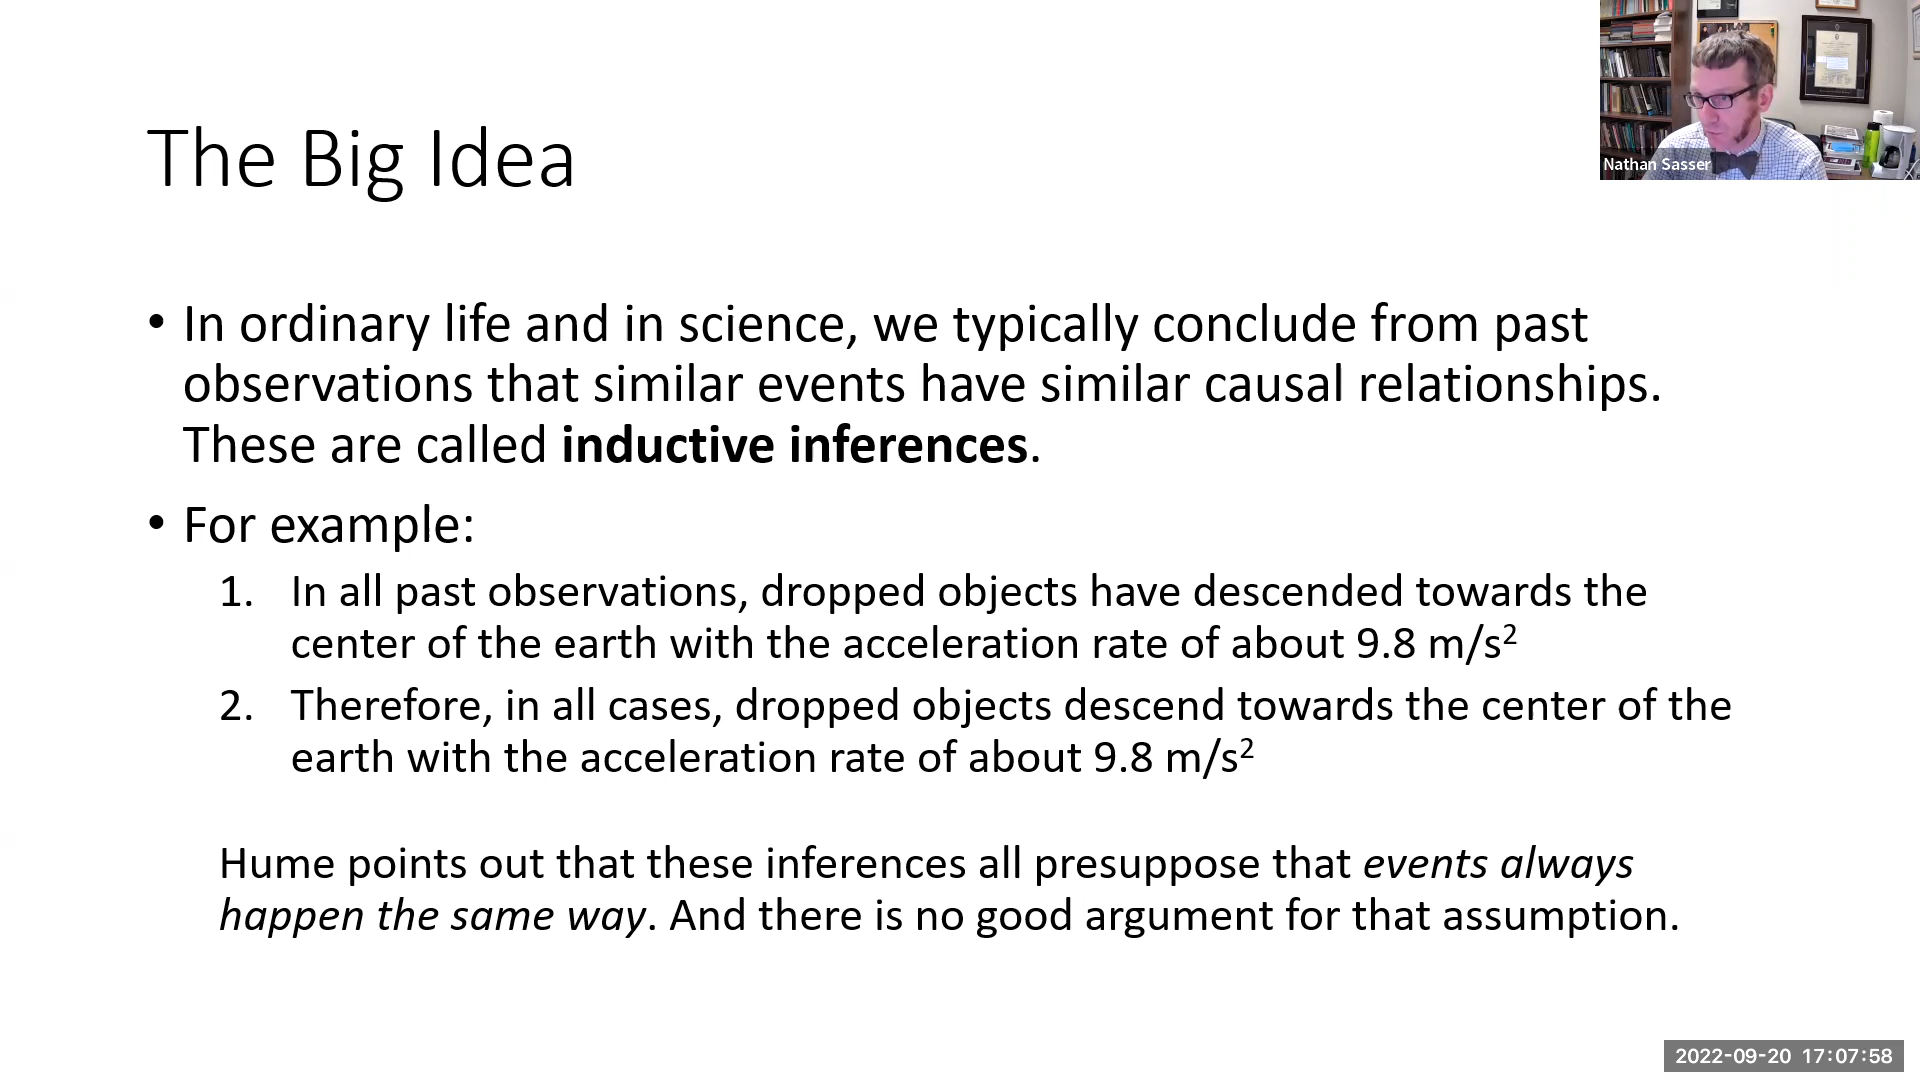 Nathan Sasser
The Big Idea
• In ordinary life and in science, we typically conclude from past
observations that similar events have similar causal relationships.
These are called inductive inferences.
• For example:
1. In all past observations, dropped objects have descended towards the
center of the earth with the acceleration rate of about 9.8 m/s²
2. Therefore, in all cases, dropped objects descend towards the center of the
earth with the acceleration rate of about 9.8 m/s²
Hume points out that these inferences all presuppose that events always
happen the same way. And there is no good argument for that assumption.
2022-09-20 17:07:58